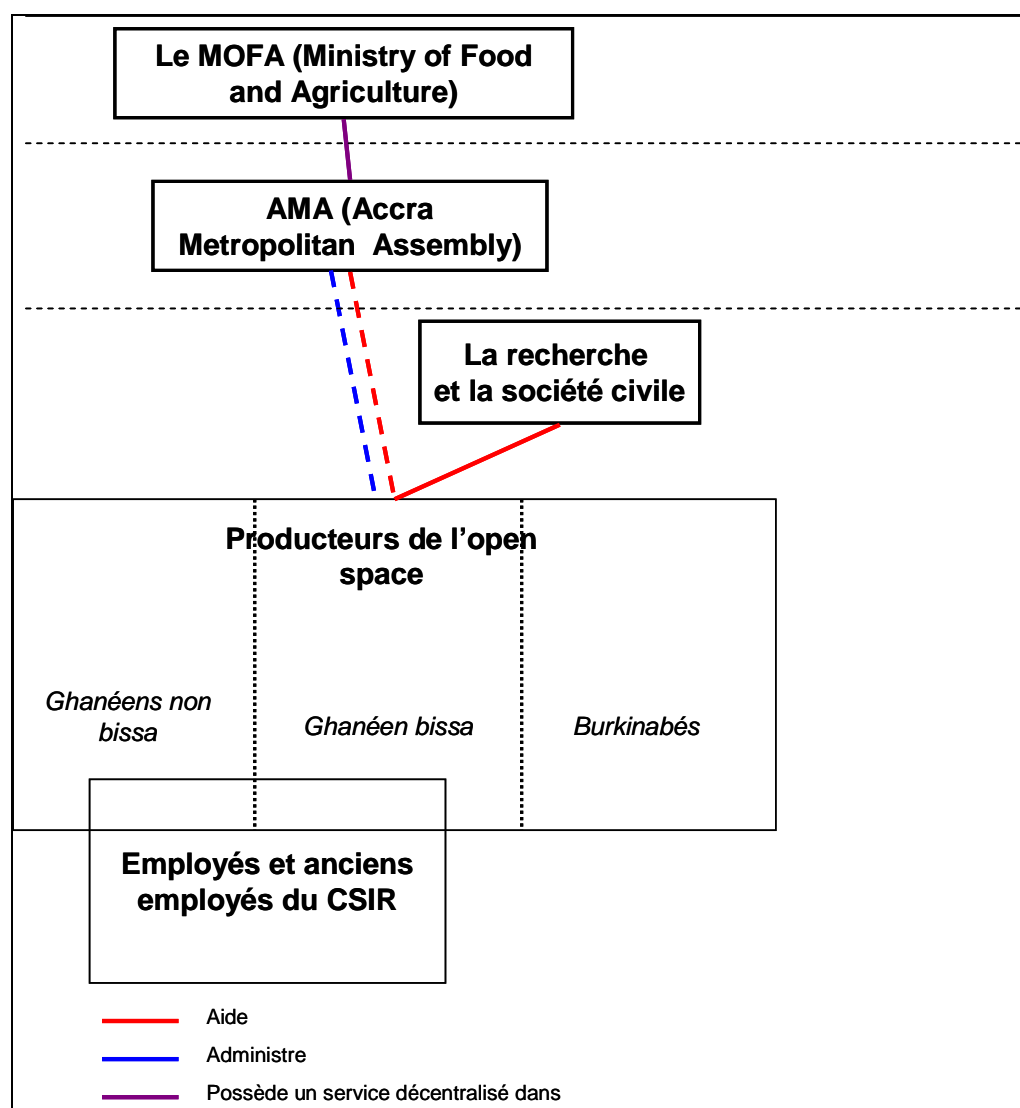 Le MOFA (Ministry of Food
and Agriculture)
AMA (Accra
Metropolitan Assembly)
La recherche
et la société civile
Producteurs de l'open
space
Ghanéens non
bissa
Ghanéen bissa
Burkinabés
Employés et anciens
employés du CSIR
Aide
Administre
Possède un service décentralisé dans